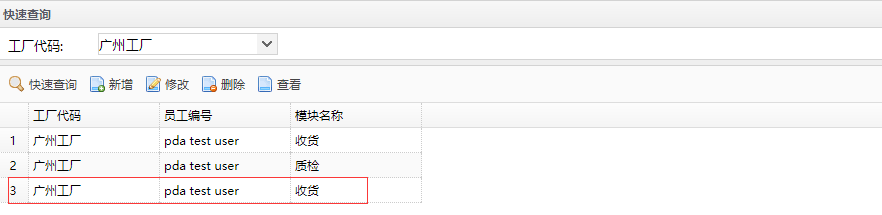 快速查询
工厂代码: 广州工厂
快速查询 新增 修改 删除 查看
工厂代码 员工编号 模块名称
1 广州工厂 pda test user 收货
2 广州工厂 pda test user 质检
3 广州工厂 pda test user 收货